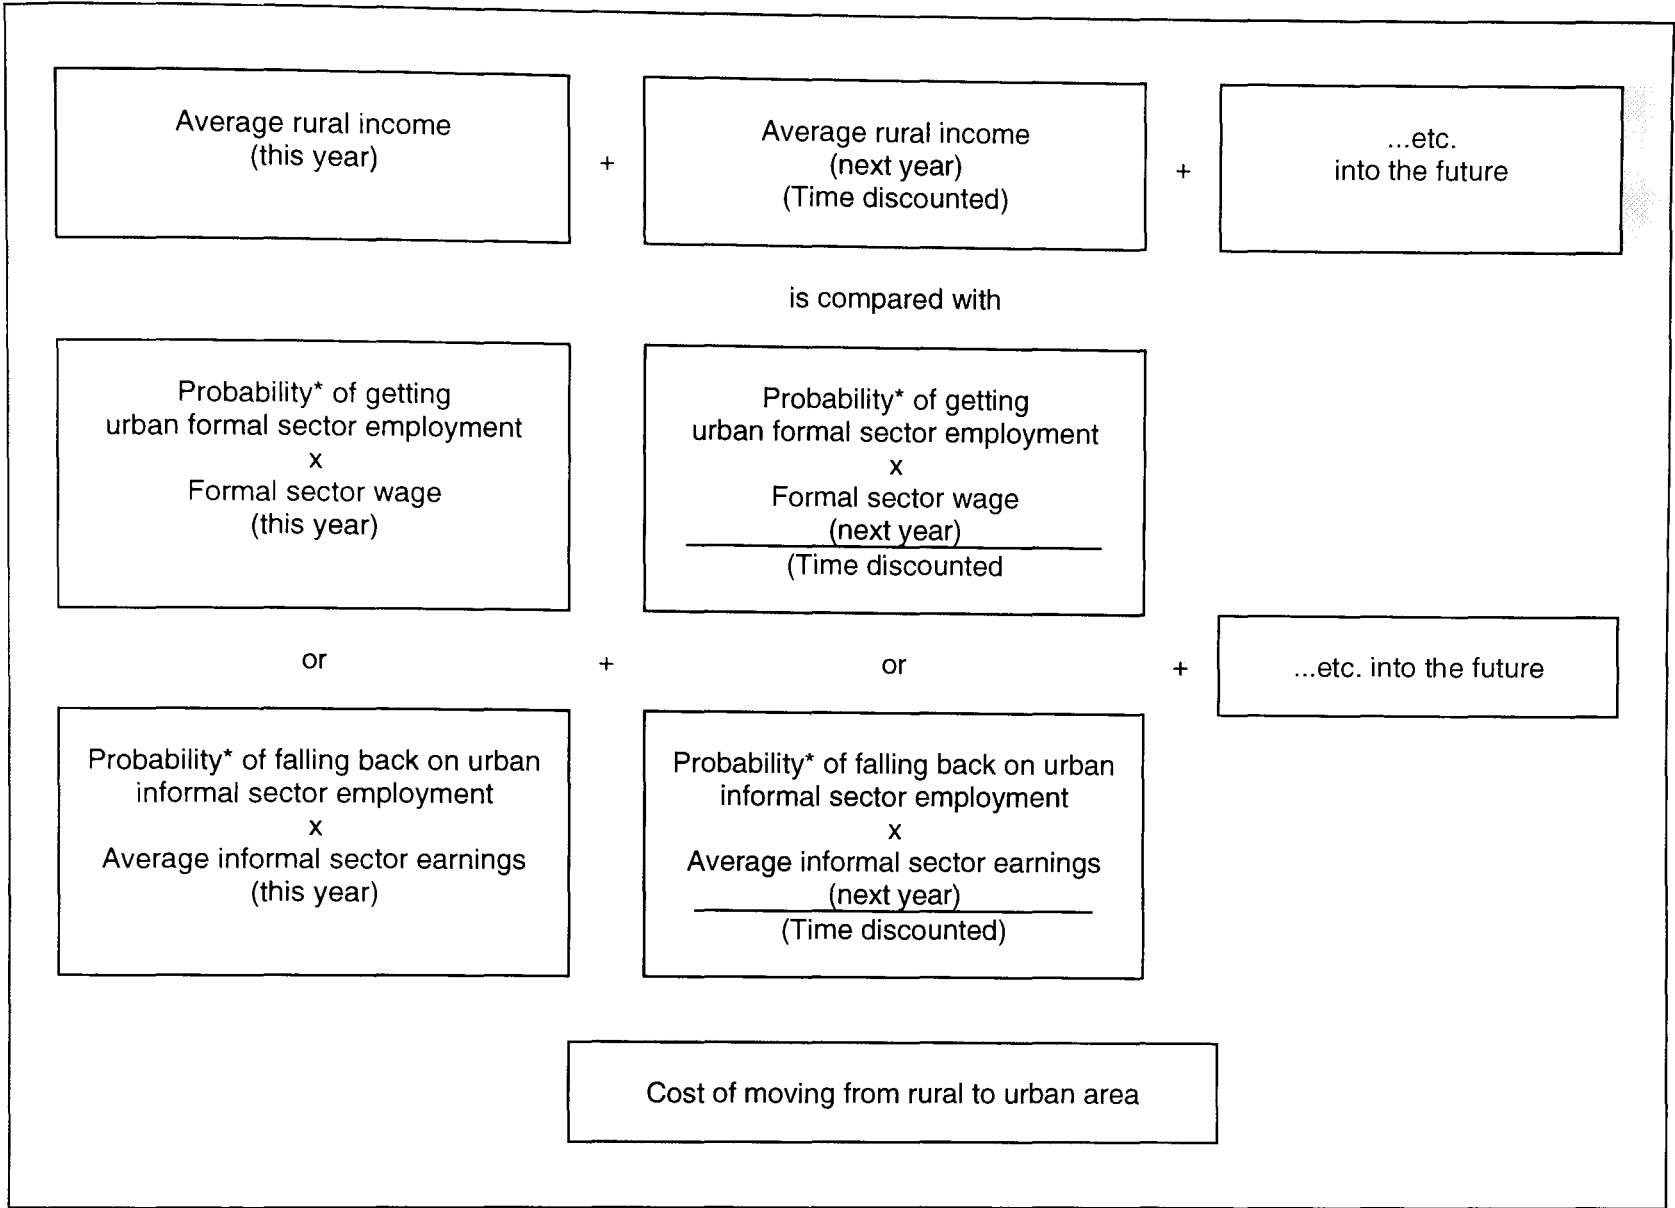 Average rural income
(this year)
+
Average rural income
(next year)
(Time discounted)
+
...etc.
into the future
is compared with
Probability* of getting
urban formal sector employment
x
Formal sector wage
(this year)
Probability* of getting
urban formal sector employment
x
Formal sector wage
(next year)
(Time discounted
or
+
or
+
...etc. into the future
Probability* of falling back on urban
informal sector employment
x
Average informal sector earnings
(this year)
Probability* of falling back on urban
informal sector employment
x
Average informal sector earnings
(next year)
(Time discounted)
Cost of moving from rural to urban area